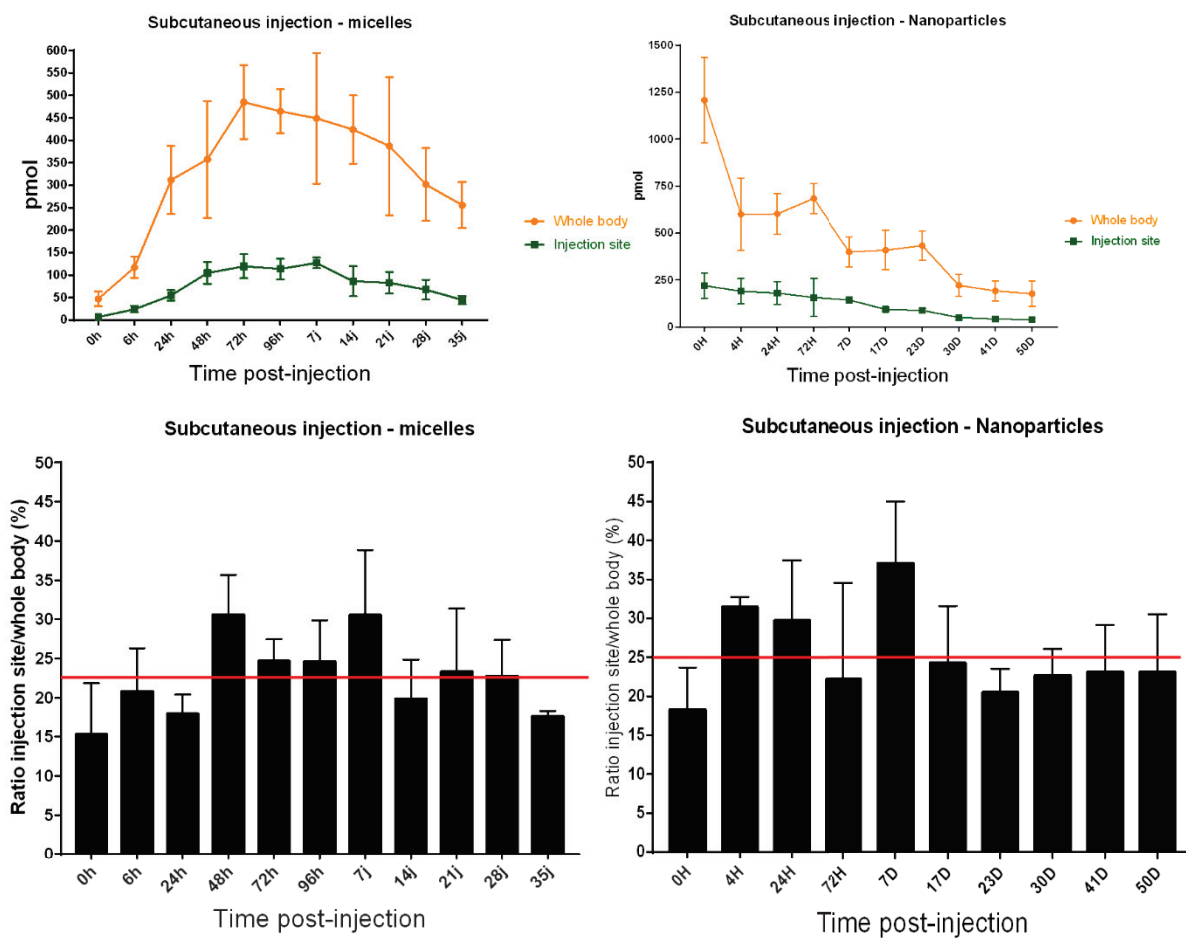 Subcutaneous injection - micelles
600
550
500
450
400
350
300
250
200
150
100
50
0
pmol
0h 6h 24h 48h 72h 96h 7j 14j 21j 28j 35j
Time post-injection
Whole body
Injection site
Subcutaneous injection - Nanoparticles
1500
1250
1000
750
500
250
0
pmol
0H 4H 24H 72H 7D 17D 23D 30D 41D 50D
Time post-injection
Whole body
Injection site
Subcutaneous injection - micelles
50
45
40
35
30
25
20
15
10
5
0
Ratio injection site/whole body (%)
0h 6h 24h 48h 72h 96h 7j 14j 21j 28j 35j
Time post-injection
Subcutaneous injection - Nanoparticles
50
45
40
35
30
25
20
15
10
5
0
Ratio injection site/whole body (%)
0H 4H 24H 72H 7D 17D 23D 30D 41D 50D
Time post-injection